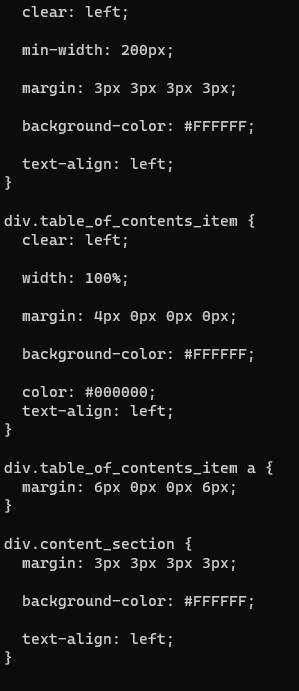 clear: left;
min-width: 200px;
margin: 3px 3px 3px 3px;
background-color: #FFFFFF;
text-align: left;
}
div.table_of_contents_item {
clear: left;
width: 100%;
margin: 4px 0px 0px 0px;
background-color: #FFFFFF;
color: #000000;
text-align: left;
}
div.table_of_contents_item a {
margin: 6px 0px 0px 6px;
}
div.content_section {
margin: 3px 3px 3px 3px;
background-color: #FFFFFF;
text-align: left;
}